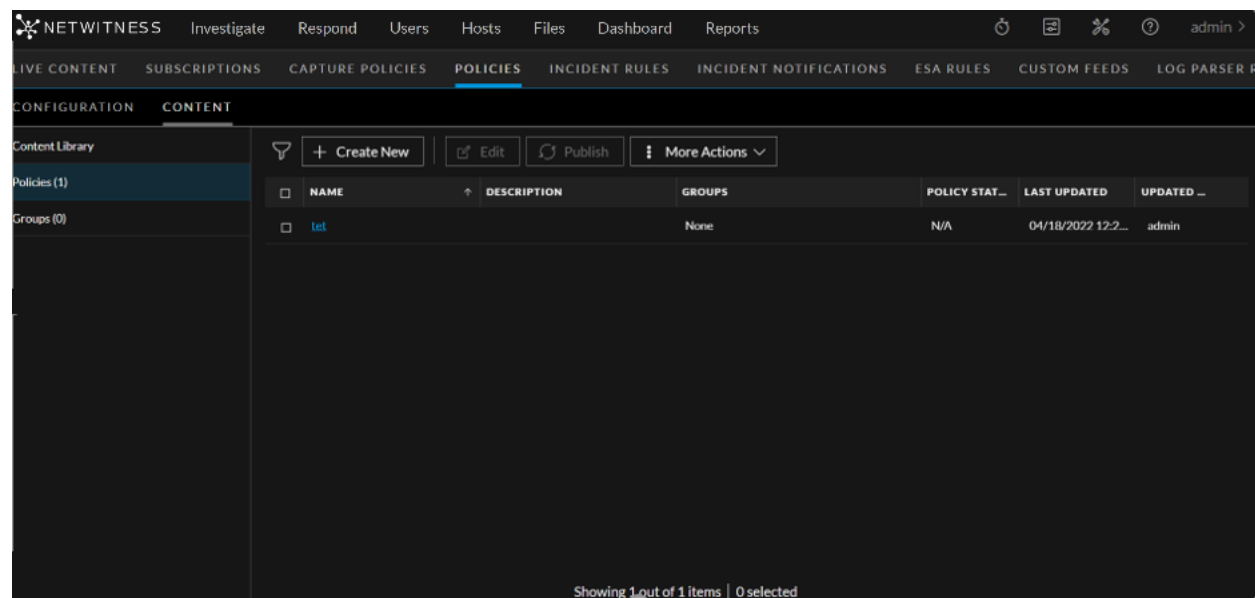 NETWITNESS Investigate Respond Users Hosts Files Dashboard Reports admin >
LIVE CONTENT SUBSCRIPTIONS CAPTURE POLICIES POLICIES INCIDENT RULES INCIDENT NOTIFICATIONS ESA RULES CUSTOM FEEDS LOG PARSER R
CONFIGURATION CONTENT
Content Library
+ Create New Edit Publish More Actions
Policies (1)
NAME ↑ DESCRIPTION GROUPS POLICY STAT... LAST UPDATED UPDATED ...
Groups (0)
tet None N/A 04/18/2022 12:2... admin
Showing 1 out of 1 items | 0 selected